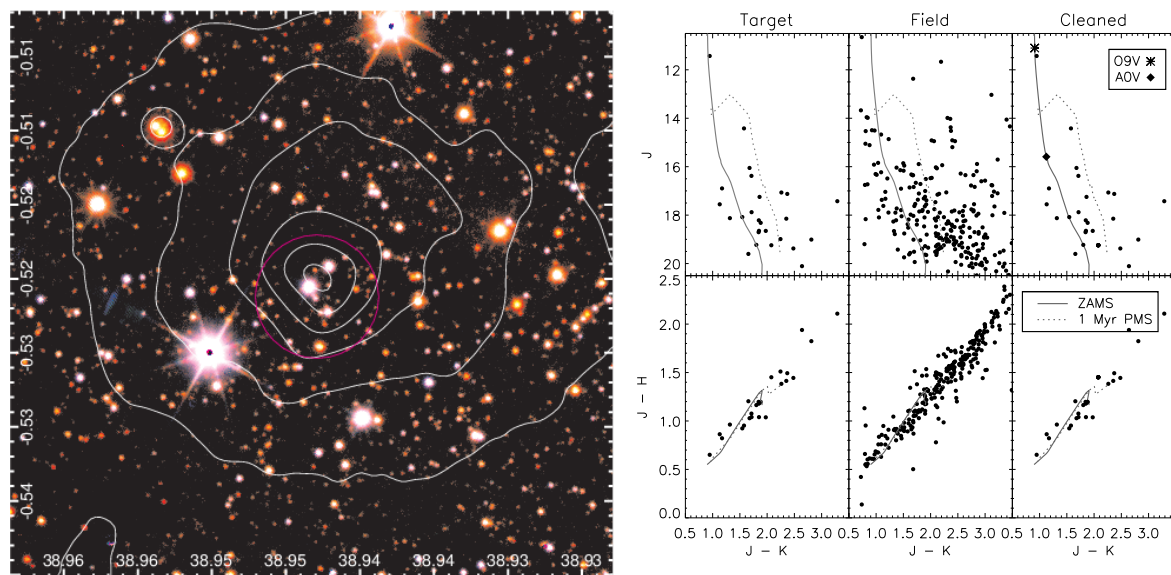 -0.51
-0.51
-0.52
-0.52
-0.53
-0.53
-0.54
38.96 38.96 38.95 38.95 38.94 38.94 38.93 38.93
Target Field Cleaned
O9V
A0V
J
12
14
16
18
20
ZAMS
1 Myr PMS
J - H
2.5
2.0
1.5
1.0
0.5
0.0
0.5 1.0 1.5 2.0 2.5 3.0 0.5 1.0 1.5 2.0 2.5 3.0 0.5 1.0 1.5 2.0 2.5 3.0
J - K J - K J - K